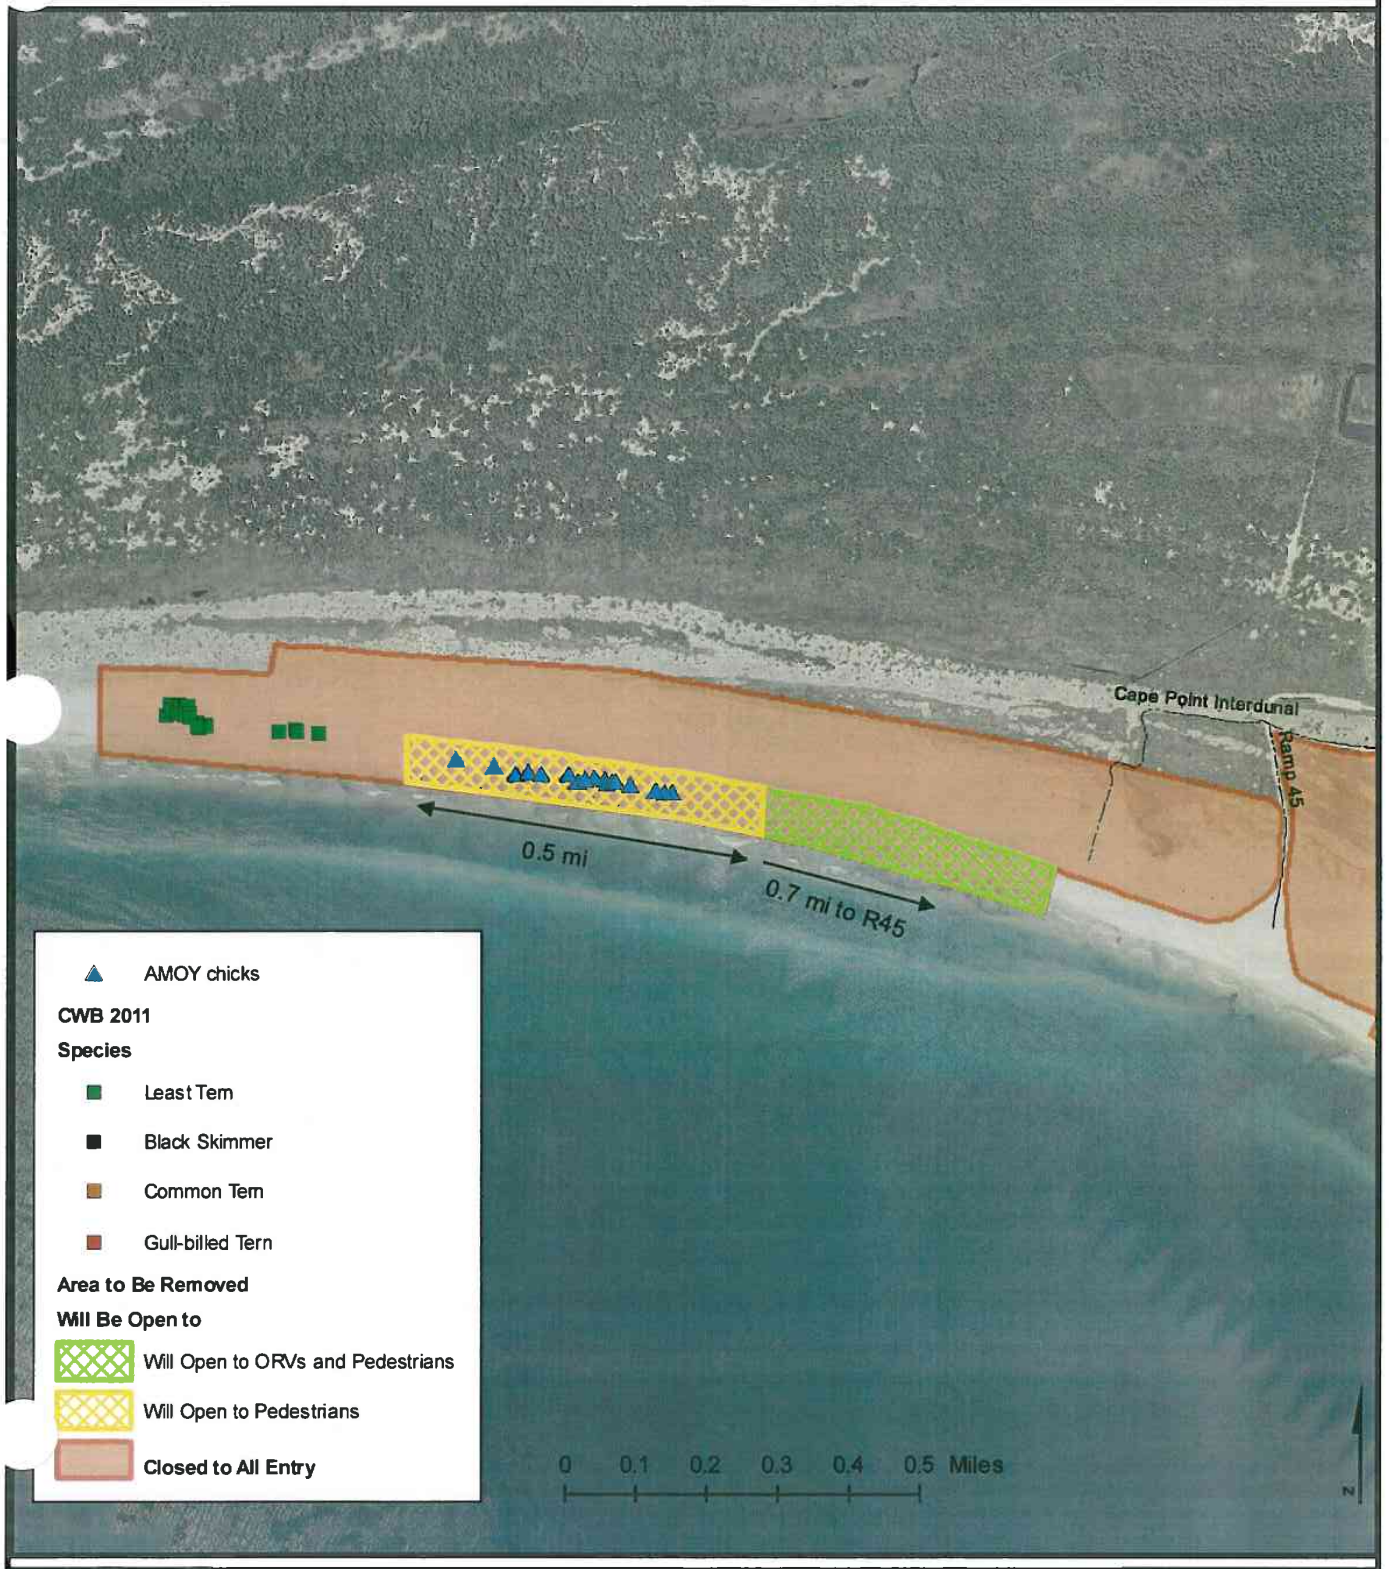 Cape Point Interdunal
Ramp 45
0.5 mi
0.7 mi to R45
AMOY chicks
CWB 2011
Species
Least Tern
Black Skimmer
Common Tern
Gull-billed Tern
Area to Be Removed
Will Be Open to
Will Open to ORVs and Pedestrians
Will Open to Pedestrians
Closed to All Entry
0 0.1 0.2 0.3 0.4 0.5 Miles
N